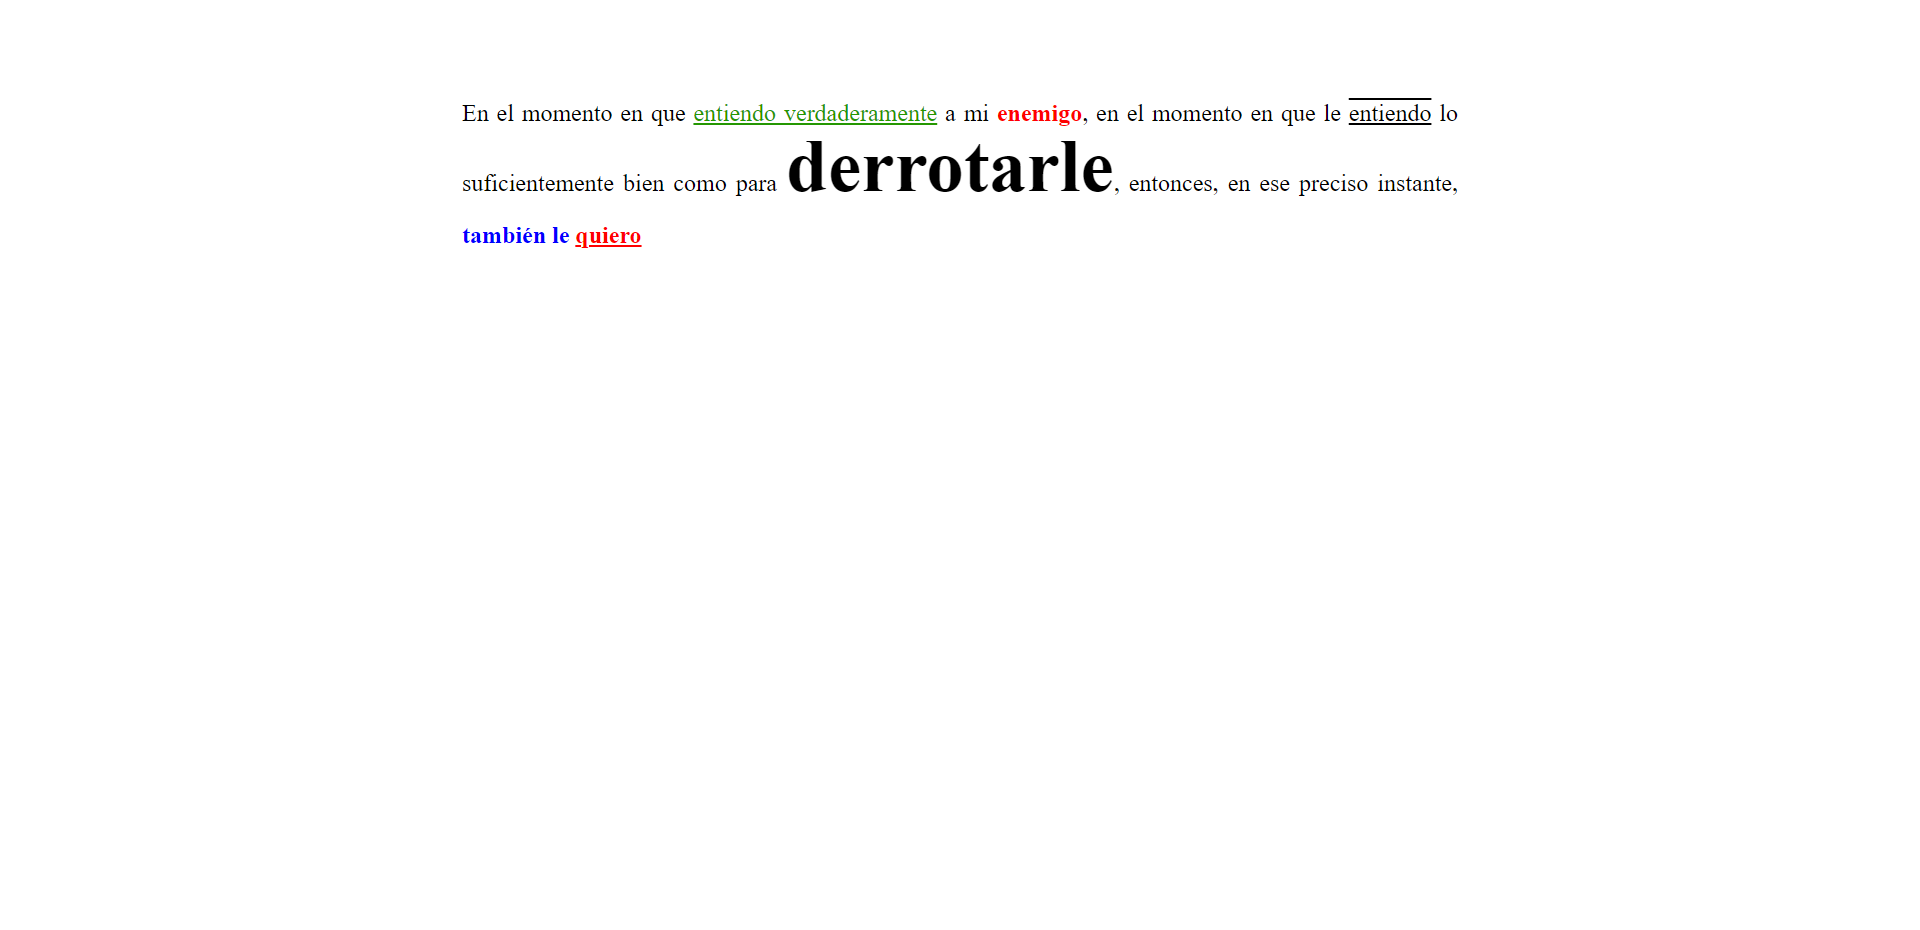 En el momento en que entiendo verdaderamente a mi enemigo, en el momento en que le entiendo lo
suficientemente bien como para derrotarle, entonces, en ese preciso instante,
también le quiero